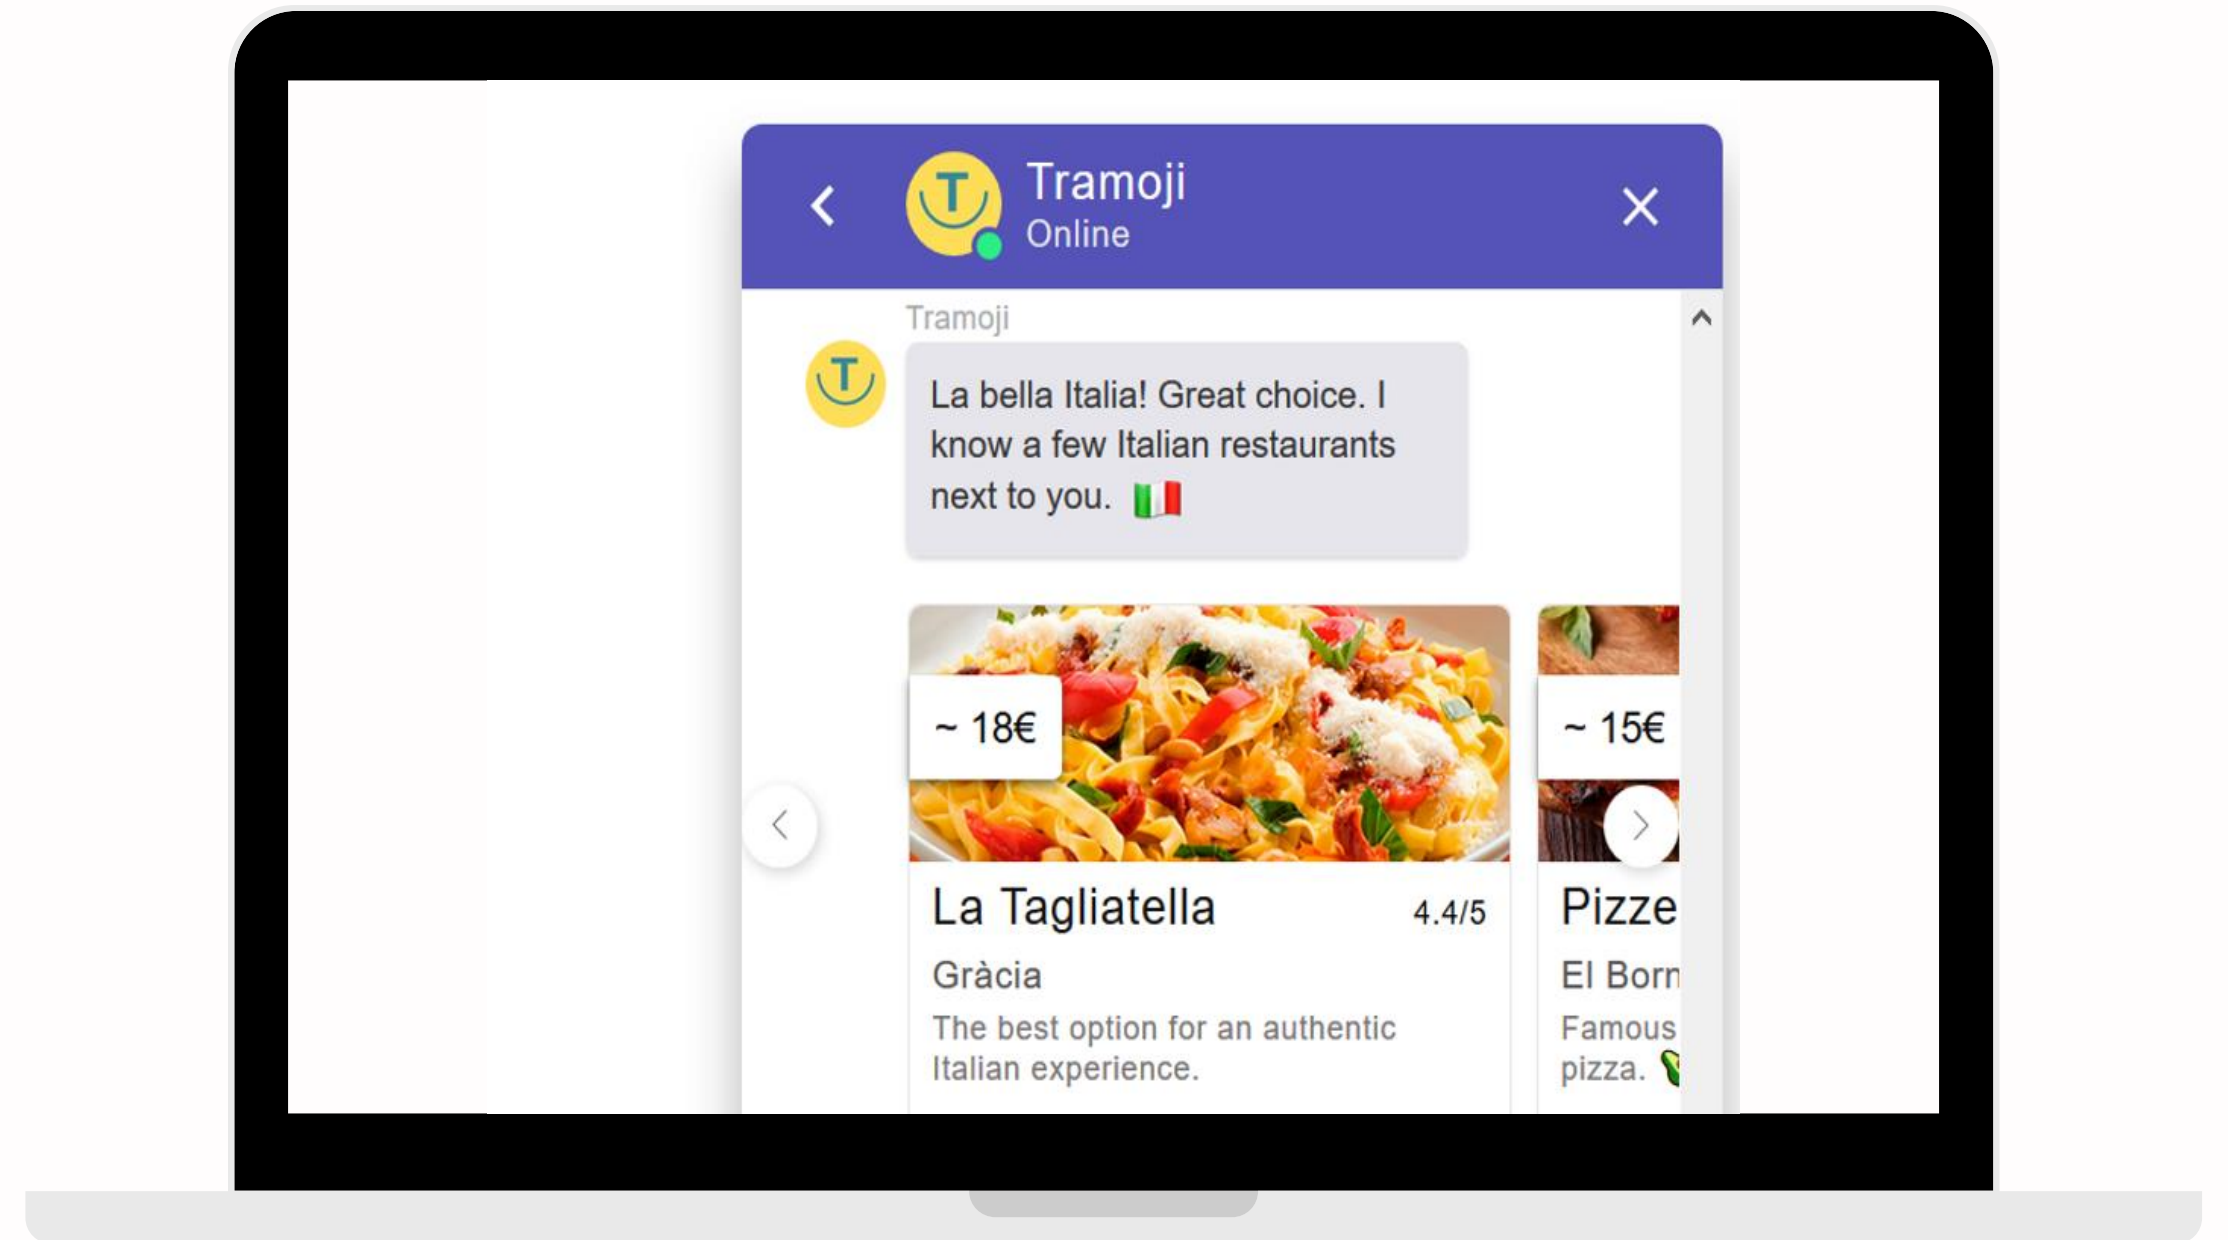 T
Tramoji
Online
Tramoji
T
La bella Italia! Great choice. I
know a few Italian restaurants
next to you.
~ 18€
~ 15€
La Tagliatella
4.4/5
Gràcia
The best option for an authentic
Italian experience.
Pizze
El Born
Famous
pizza.